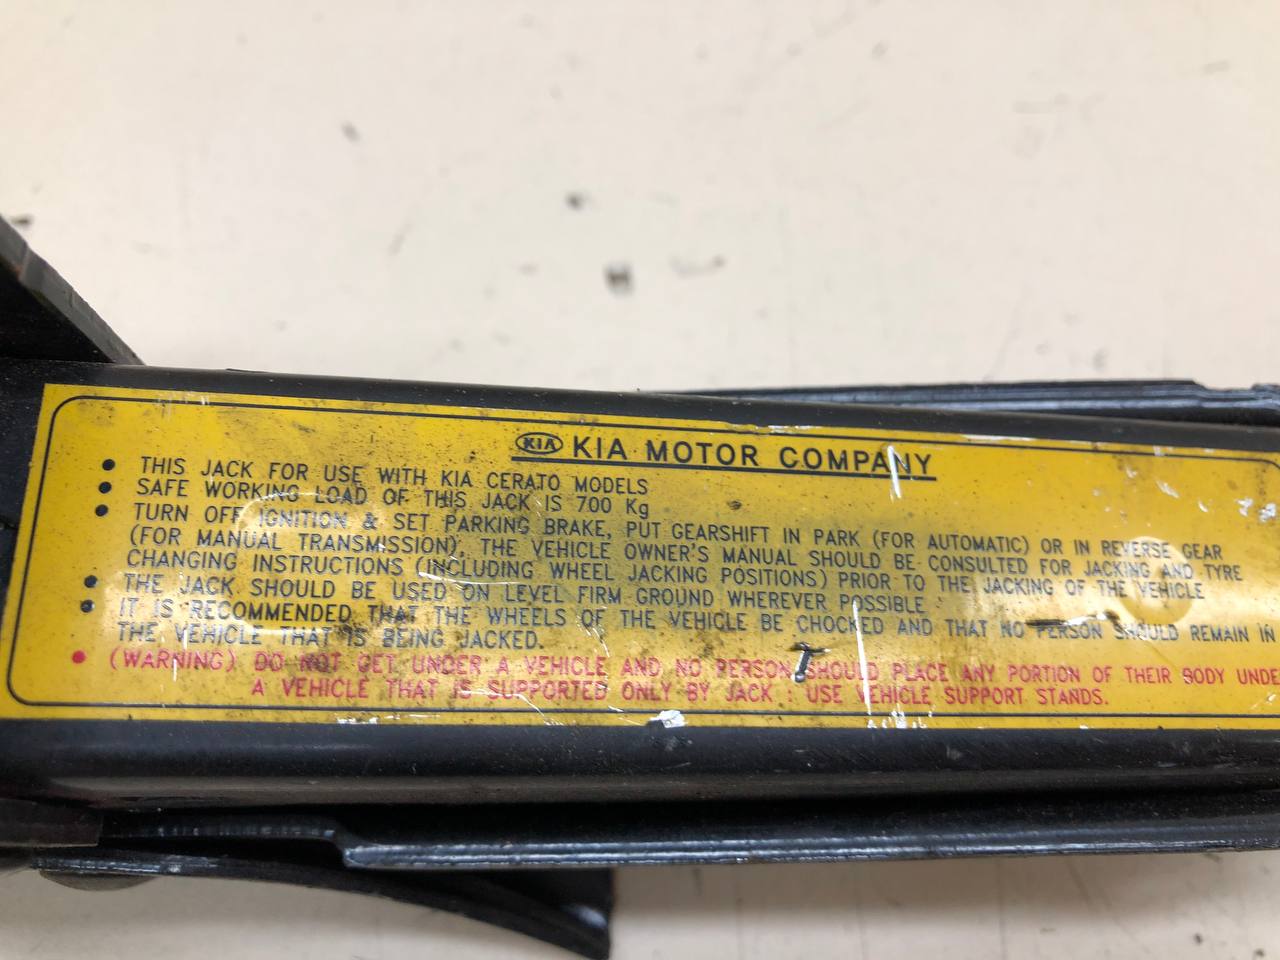 KIA KIA MOTOR COMPANY
• THIS JACK FOR USE WITH KIA CERATO MODELS
• SAFE WORKING LOAD OF THIS JACK IS 700 Kg
• TURN OFF IGNITION & SET PARKING BRAKE, PUT GEARSHIFT IN PARK (FOR AUTOMATIC) OR IN REVERSE GEAR
(FOR MANUAL TRANSMISSION), THE VEHICLE OWNER'S MANUAL SHOULD BE CONSULTED FOR JACKING AND TYRE
CHANGING INSTRUCTIONS (INCLUDING WHEEL JACKING POSITIONS) PRIOR TO THE JACKING OF THE VEHICLE
• THE JACK SHOULD BE USED ON LEVEL FIRM GROUND WHEREVER POSSIBLE
• IT IS RECOMMENDED THAT THE WHEELS OF THE VEHICLE BE CHOCKED AND THAT NO PERSON SHOULD REMAIN IN
THE VEHICLE THAT IS BEING JACKED.
• (WARNING) DO NOT GET UNDER A VEHICLE AND NO PERSON SHOULD PLACE ANY PORTION OF THEIR BODY UNDE
A VEHICLE THAT IS SUPPORTED ONLY BY JACK : USE VEHICLE SUPPORT STANDS.